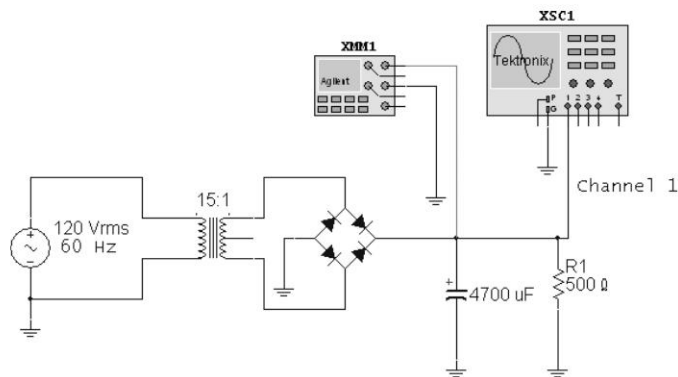 XMM1
XSC1
Agilent
Tektronix
P
G
1 2 3 4 T
Channel 1
15:1
120 Vrms
60 Hz
+
4700 uF
R1
500 Ω